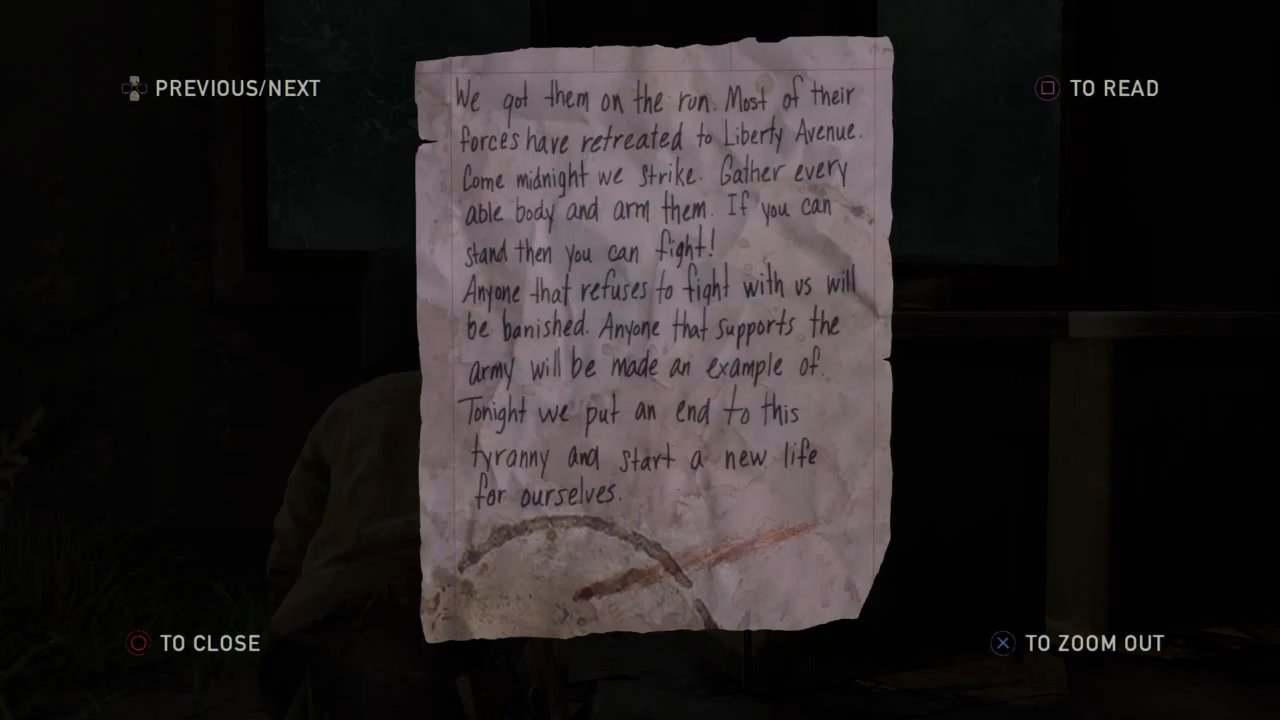 PREVIOUS/NEXT
TO READ
We got them on the run. Most of their
forces have retreated to Liberty Avenue.
Come midnight we strike. Gather every
able body and arm them. If you can
stand then you can fight!
Anyone that refuses to fight with us will
be banished. Anyone that supports the
army will be made an example of.
Tonight we put an end to this
tyranny and start a new life
for ourselves.
TO CLOSE
TO ZOOM OUT